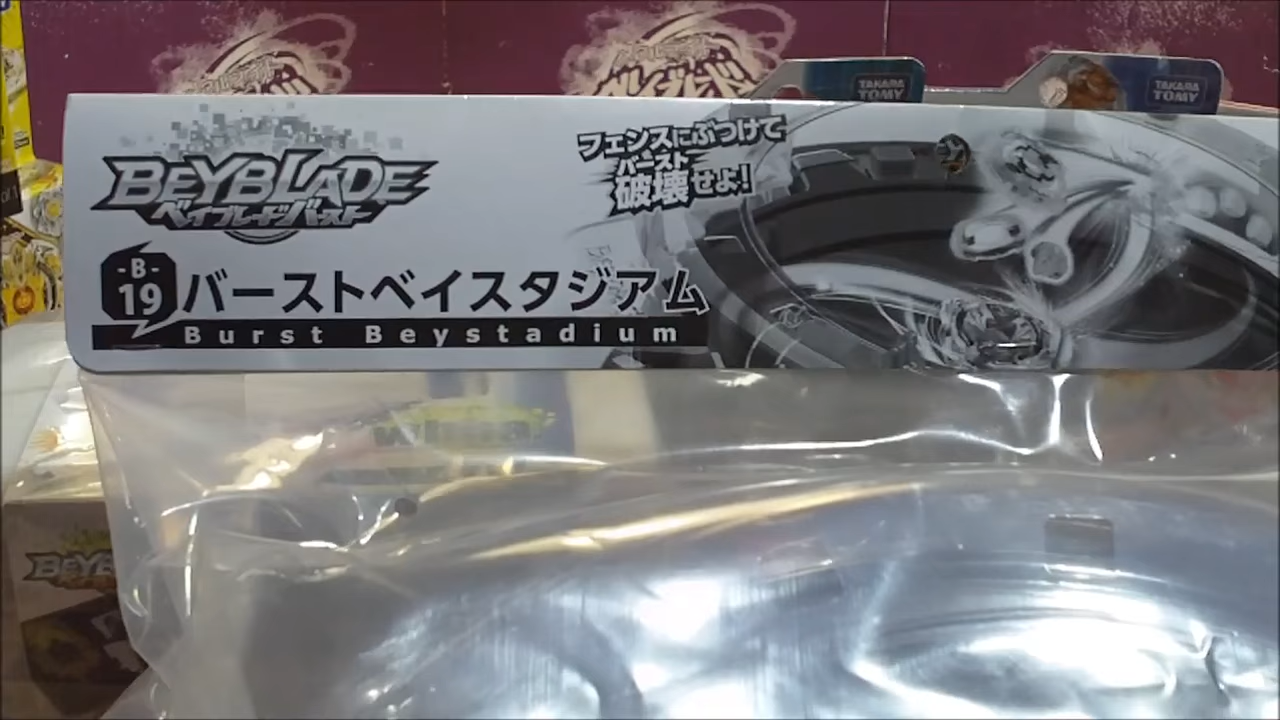 TAKARA
TOMY
TAKARA
TOMY
BEYBLADE
ベイブレードバースト
フェンスにぶつけて
バースト
破壊せよ!
-B-
19
バーストベイスタジアム
Burst Beystadium